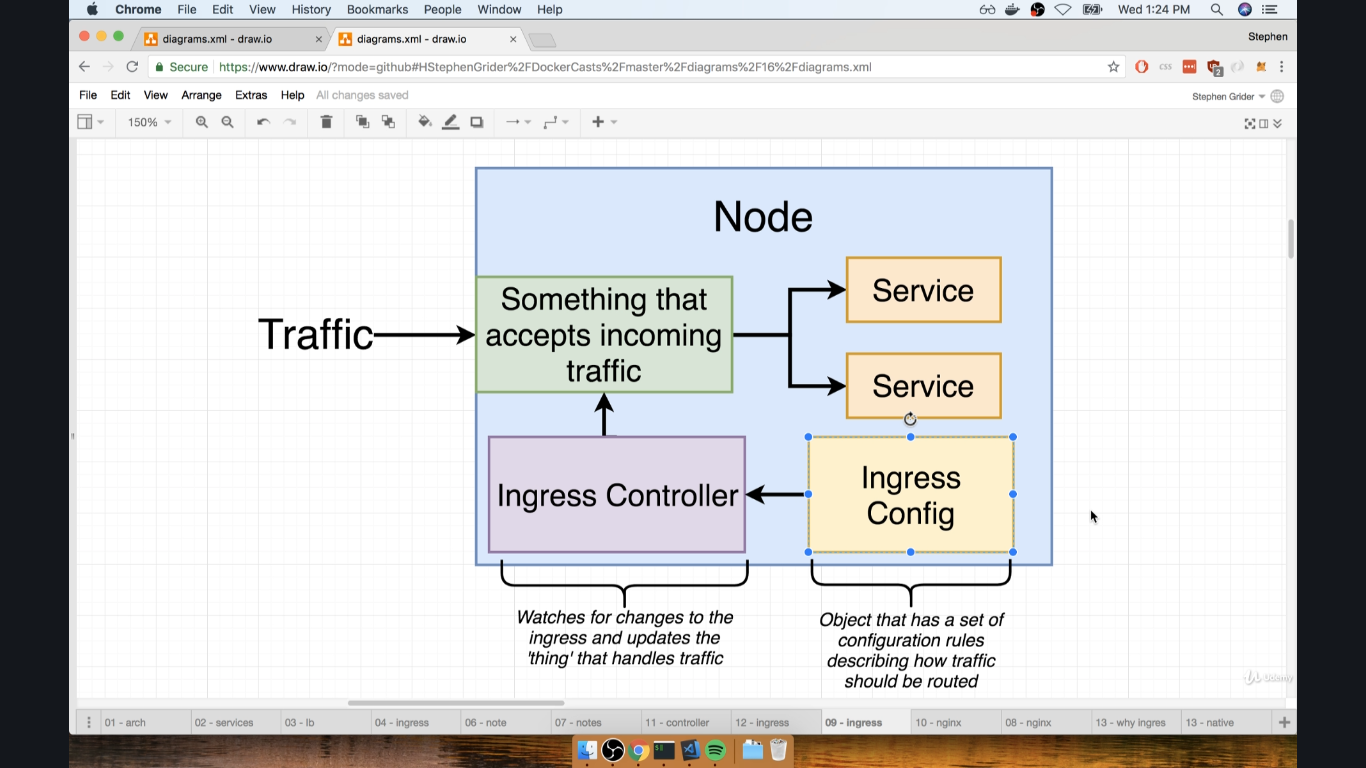 Chrome File Edit View History Bookmarks People Window Help Wed 1:24 PM
diagrams.xml - draw.io
diagrams.xml - draw.io
Stephen
Secure https://www.draw.io/?mode=github#HStephenGrider%2FDockerCasts%2Fmaster%2Fdiagrams%2F16%2Fdiagrams.xml
css
2
File Edit View Arrange Extras Help All changes saved
Stephen Grider
150%
Node
Traffic
Something that
accepts incoming
traffic
Service
Service
Ingress Controller
Ingress
Config
Watches for changes to the
ingress and updates the
'thing' that handles traffic
Object that has a set of
configuration rules
describing how traffic
should be routed
Udemy
01 - arch 02 - services 03 - lb 04 - ingress 06 - note 07 - notes 11 - controller 12 - ingress 09 - ingress 10 - nginx 08 - nginx 13 - why ingres 13 - native